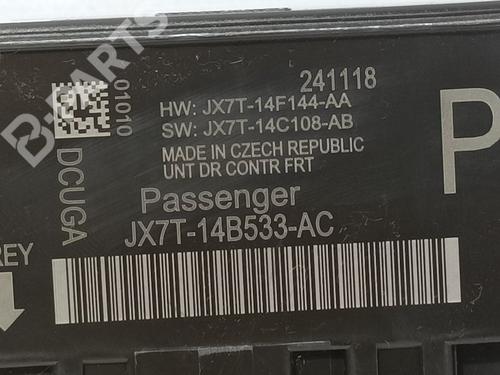 B-PARTS
241118
HW: JX7T-14F144-AA
SW: JX7T-14C108-AB
MADE IN CZECH REPUBLIC
UNT DR CONTR FRT
Passenger
JX7T-14B533-AC
01010
DCUGA
P
REY